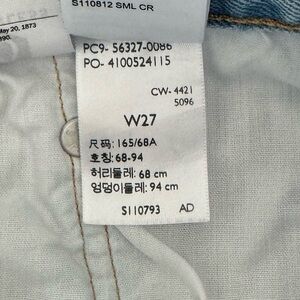 S110812 SML CR
May 20, 1873
PC9- 56327-0086
PO- 4100524115
CW- 4421
5096
W27
尺码: 165/68A
호칭: 68-94
허리둘레: 68 cm
엉덩이둘레: 94 cm
S110793 AD